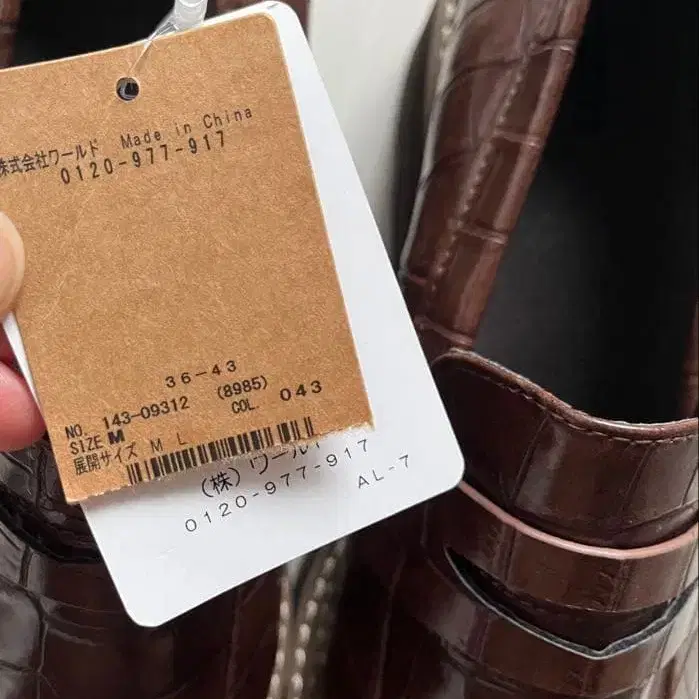 株式会社ワールド Made in China
0120-977-917
36-43
NO. 143-09312 (8985)
SIZE M COL. 043
展開サイズ M L
(株)ワールド
0120-977-917
AL-7